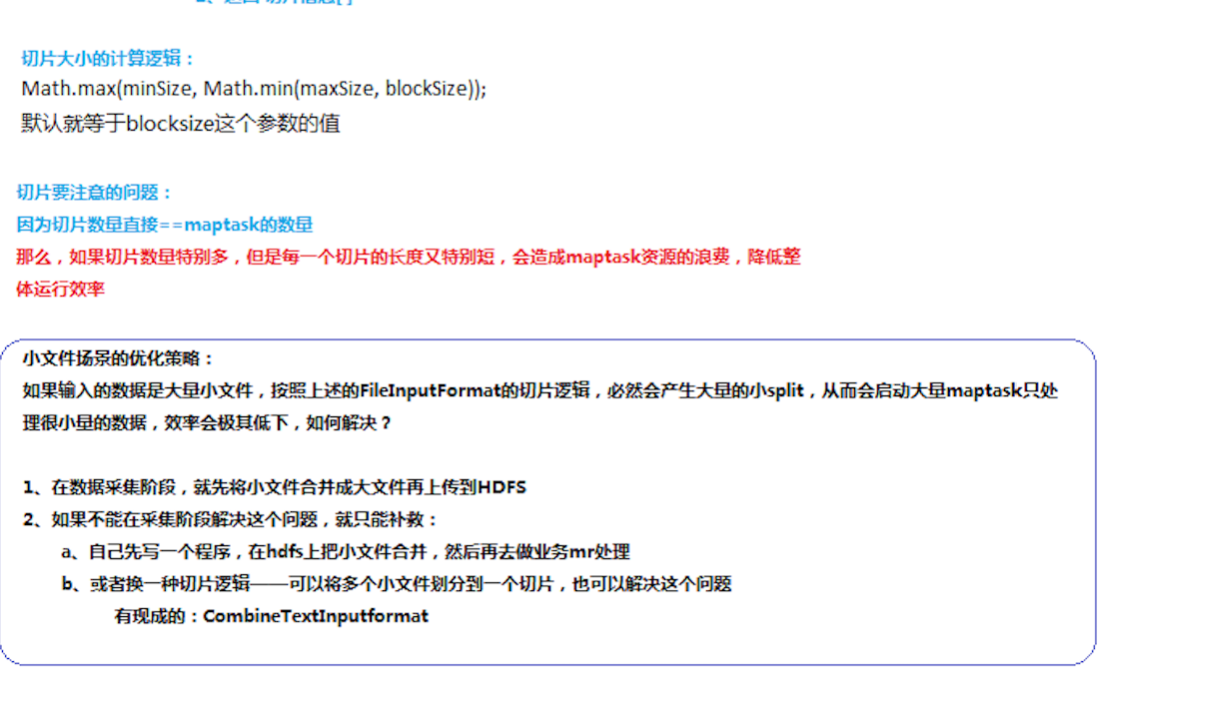 切片大小的计算逻辑：
Math.max(minSize, Math.min(maxSize, blockSize));
默认就等于blocksize这个参数的值
切片要注意的问题：
因为切片数量直接==maptask的数量
那么，如果切片数量特别多，但是每一个切片的长度又特别短，会造成maptask资源的浪费，降低整
体运行效率
小文件场景的优化策略：
如果输入的数据是大量小文件，按照上述的FileInputFormat的切片逻辑，必然会产生大量的小split，从而会启动大量maptask只处
理很小量的数据，效率会极其低下，如何解决？
1、在数据采集阶段，就先将小文件合并成大文件再上传到HDFS
2、如果不能在采集阶段解决这个问题，就只能补救：
a、自己先写一个程序，在hdfs上把小文件合并，然后再去做业务mr处理
b、或者换一种切片逻辑——可以将多个小文件划分到一个切片，也可以解决这个问题
有现成的：CombineTextInputformat